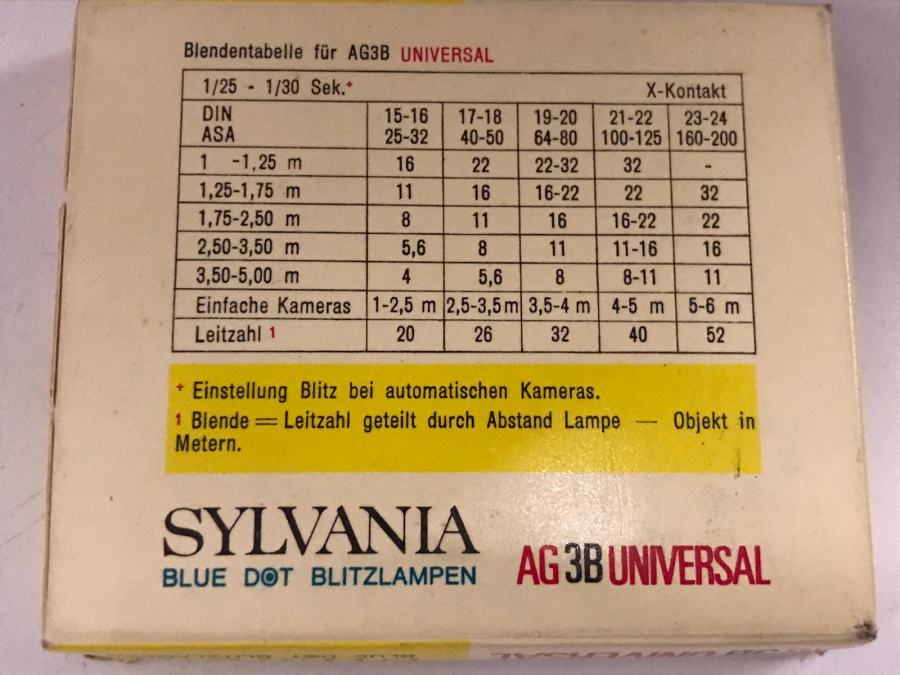 Blendentabelle für AG3B UNIVERSAL
1/25 - 1/30 Sek.+ X-Kontakt
DIN 15-16 17-18 19-20 21-22 23-24
ASA 25-32 40-50 64-80 100-125 160-200
1 -1,25 m 16 22 22-32 32 -
1,25-1,75 m 11 16 16-22 22 32
1,75-2,50 m 8 11 16 16-22 22
2,50-3,50 m 5,6 8 11 11-16 16
3,50-5,00 m 4 5,6 8 8-11 11
Einfache Kameras 1-2,5 m 2,5-3,5m 3,5-4 m 4-5 m 5-6 m
Leitzahl 1 20 26 32 40 52
+ Einstellung Blitz bei automatischen Kameras.
1 Blende = Leitzahl geteilt durch Abstand Lampe — Objekt in
Metern.
SYLVANIA
BLUE DOT BLITZLAMPEN
AG 3B UNIVERSAL